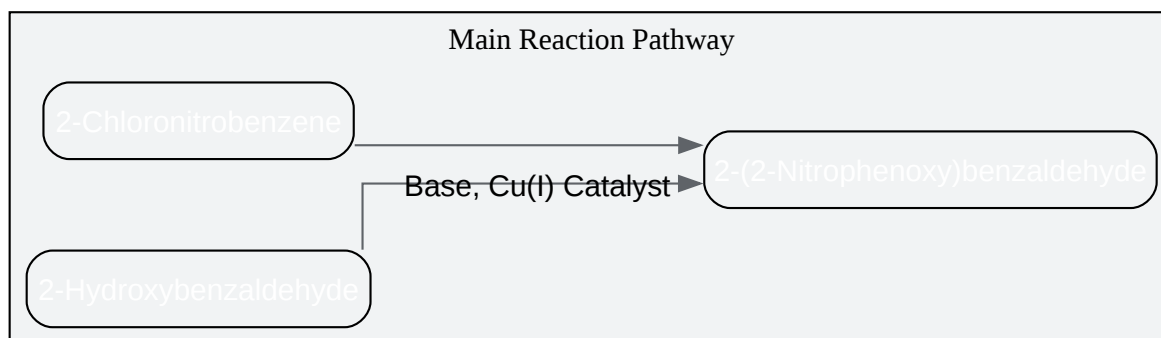 Main Reaction Pathway
2-Chloronitrobenzene
2-(2-Nitrophenoxy)benzaldehyde
Base, Cu(I) Catalyst
2-Hydroxybenzaldehyde